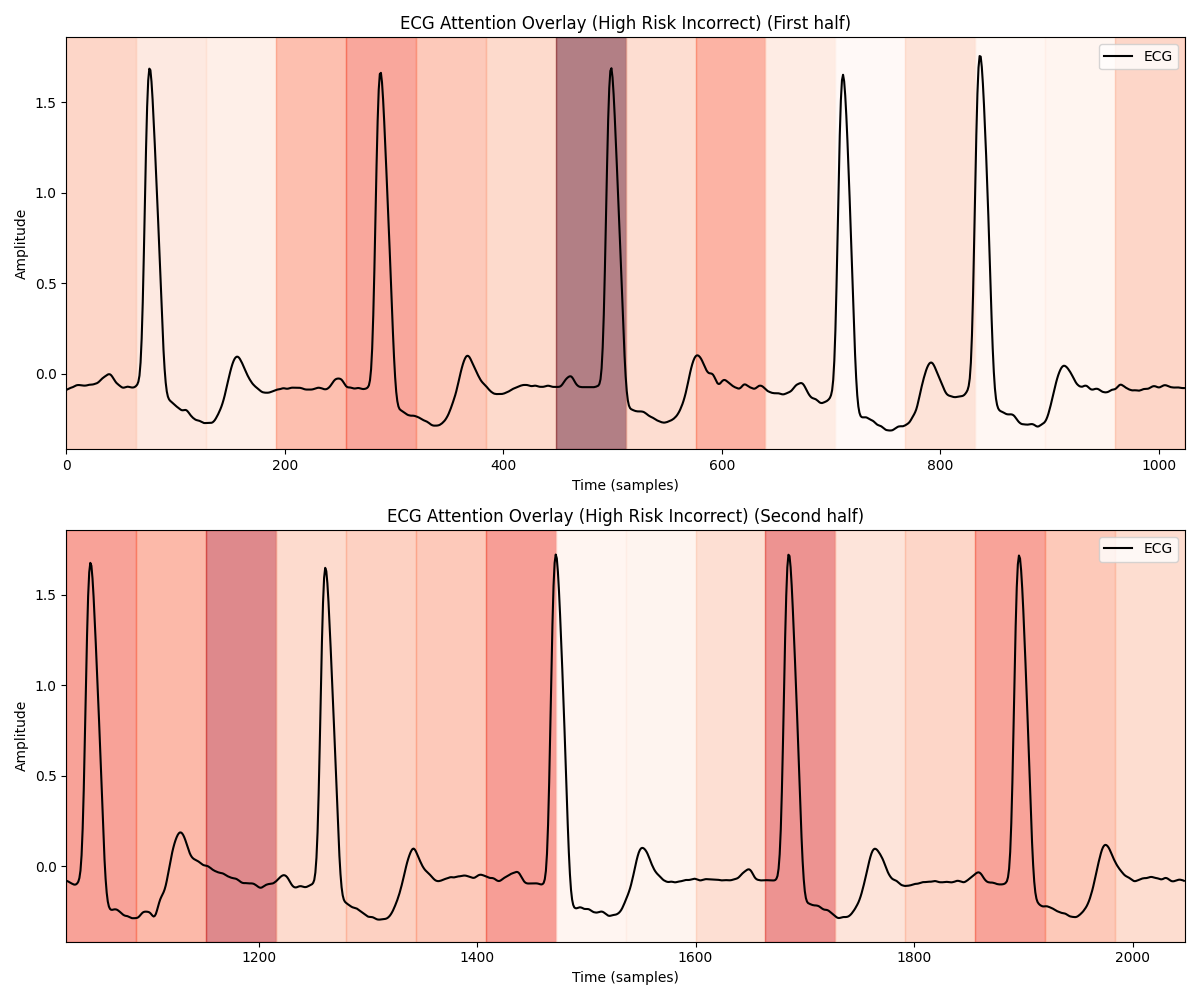 ECG Attention Overlay (High Risk Incorrect) (First half)
ECG
Amplitude
1.5
1.0
0.5
0.0
0 200 400 600 800 1000
Time (samples)
ECG Attention Overlay (High Risk Incorrect) (Second half)
ECG
Amplitude
1.5
1.0
0.5
0.0
1200 1400 1600 1800 2000
Time (samples)